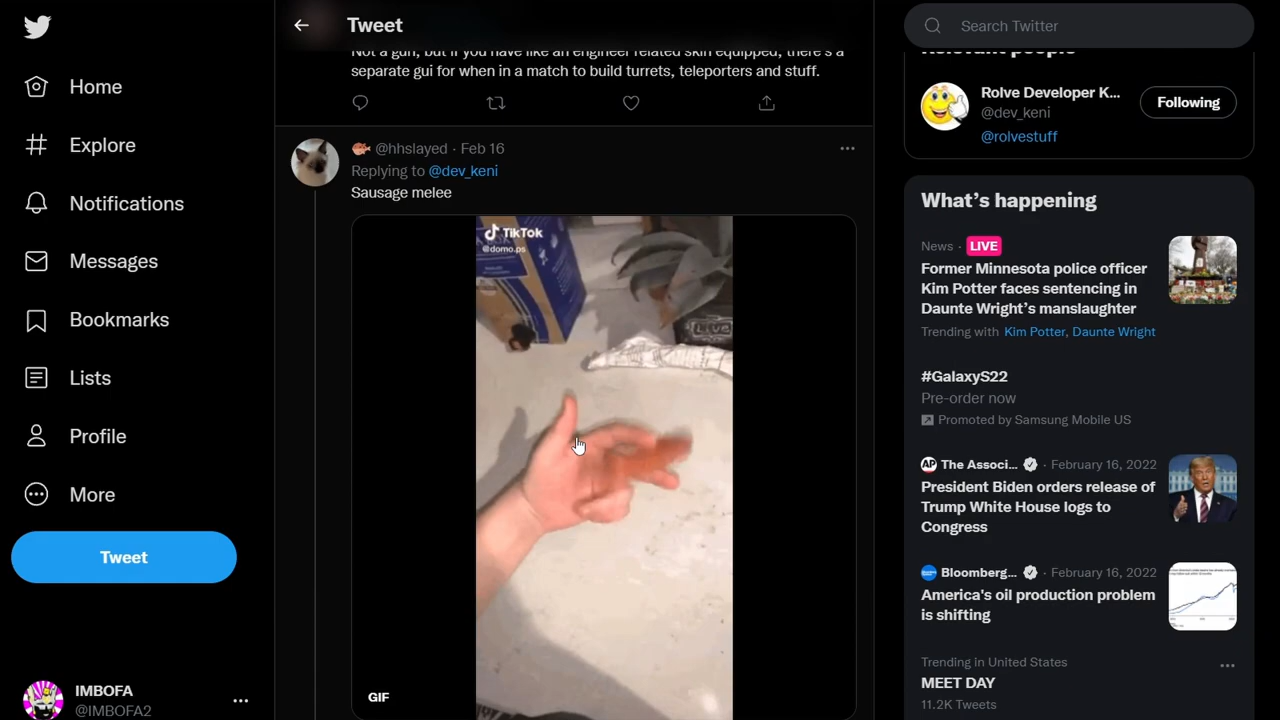 Home
Explore
Notifications
Messages
Bookmarks
Lists
Profile
More
Tweet
IMBOFA
@IMBOFA2
Tweet
Not a gun, but if you have like an engineer related skin equipped, there's a
separate gui for when in a match to build turrets, teleporters and stuff.
@hhslayed · Feb 16
Replying to @dev_keni
Sausage melee
TikTok
@domo.ps
GIF
Search Twitter
Relevant people
Rolve Developer K...
@dev_keni
Following
@rolvestuff
What's happening
News · LIVE
Former Minnesota police officer
Kim Potter faces sentencing in
Daunte Wright's manslaughter
Trending with Kim Potter, Daunte Wright
#GalaxyS22
Pre-order now
Promoted by Samsung Mobile US
AP The Associ... · February 16, 2022
President Biden orders release of
Trump White House logs to
Congress
Bloomberg... · February 16, 2022
America's oil production problem
is shifting
Trending in United States
MEET DAY
11.2K Tweets